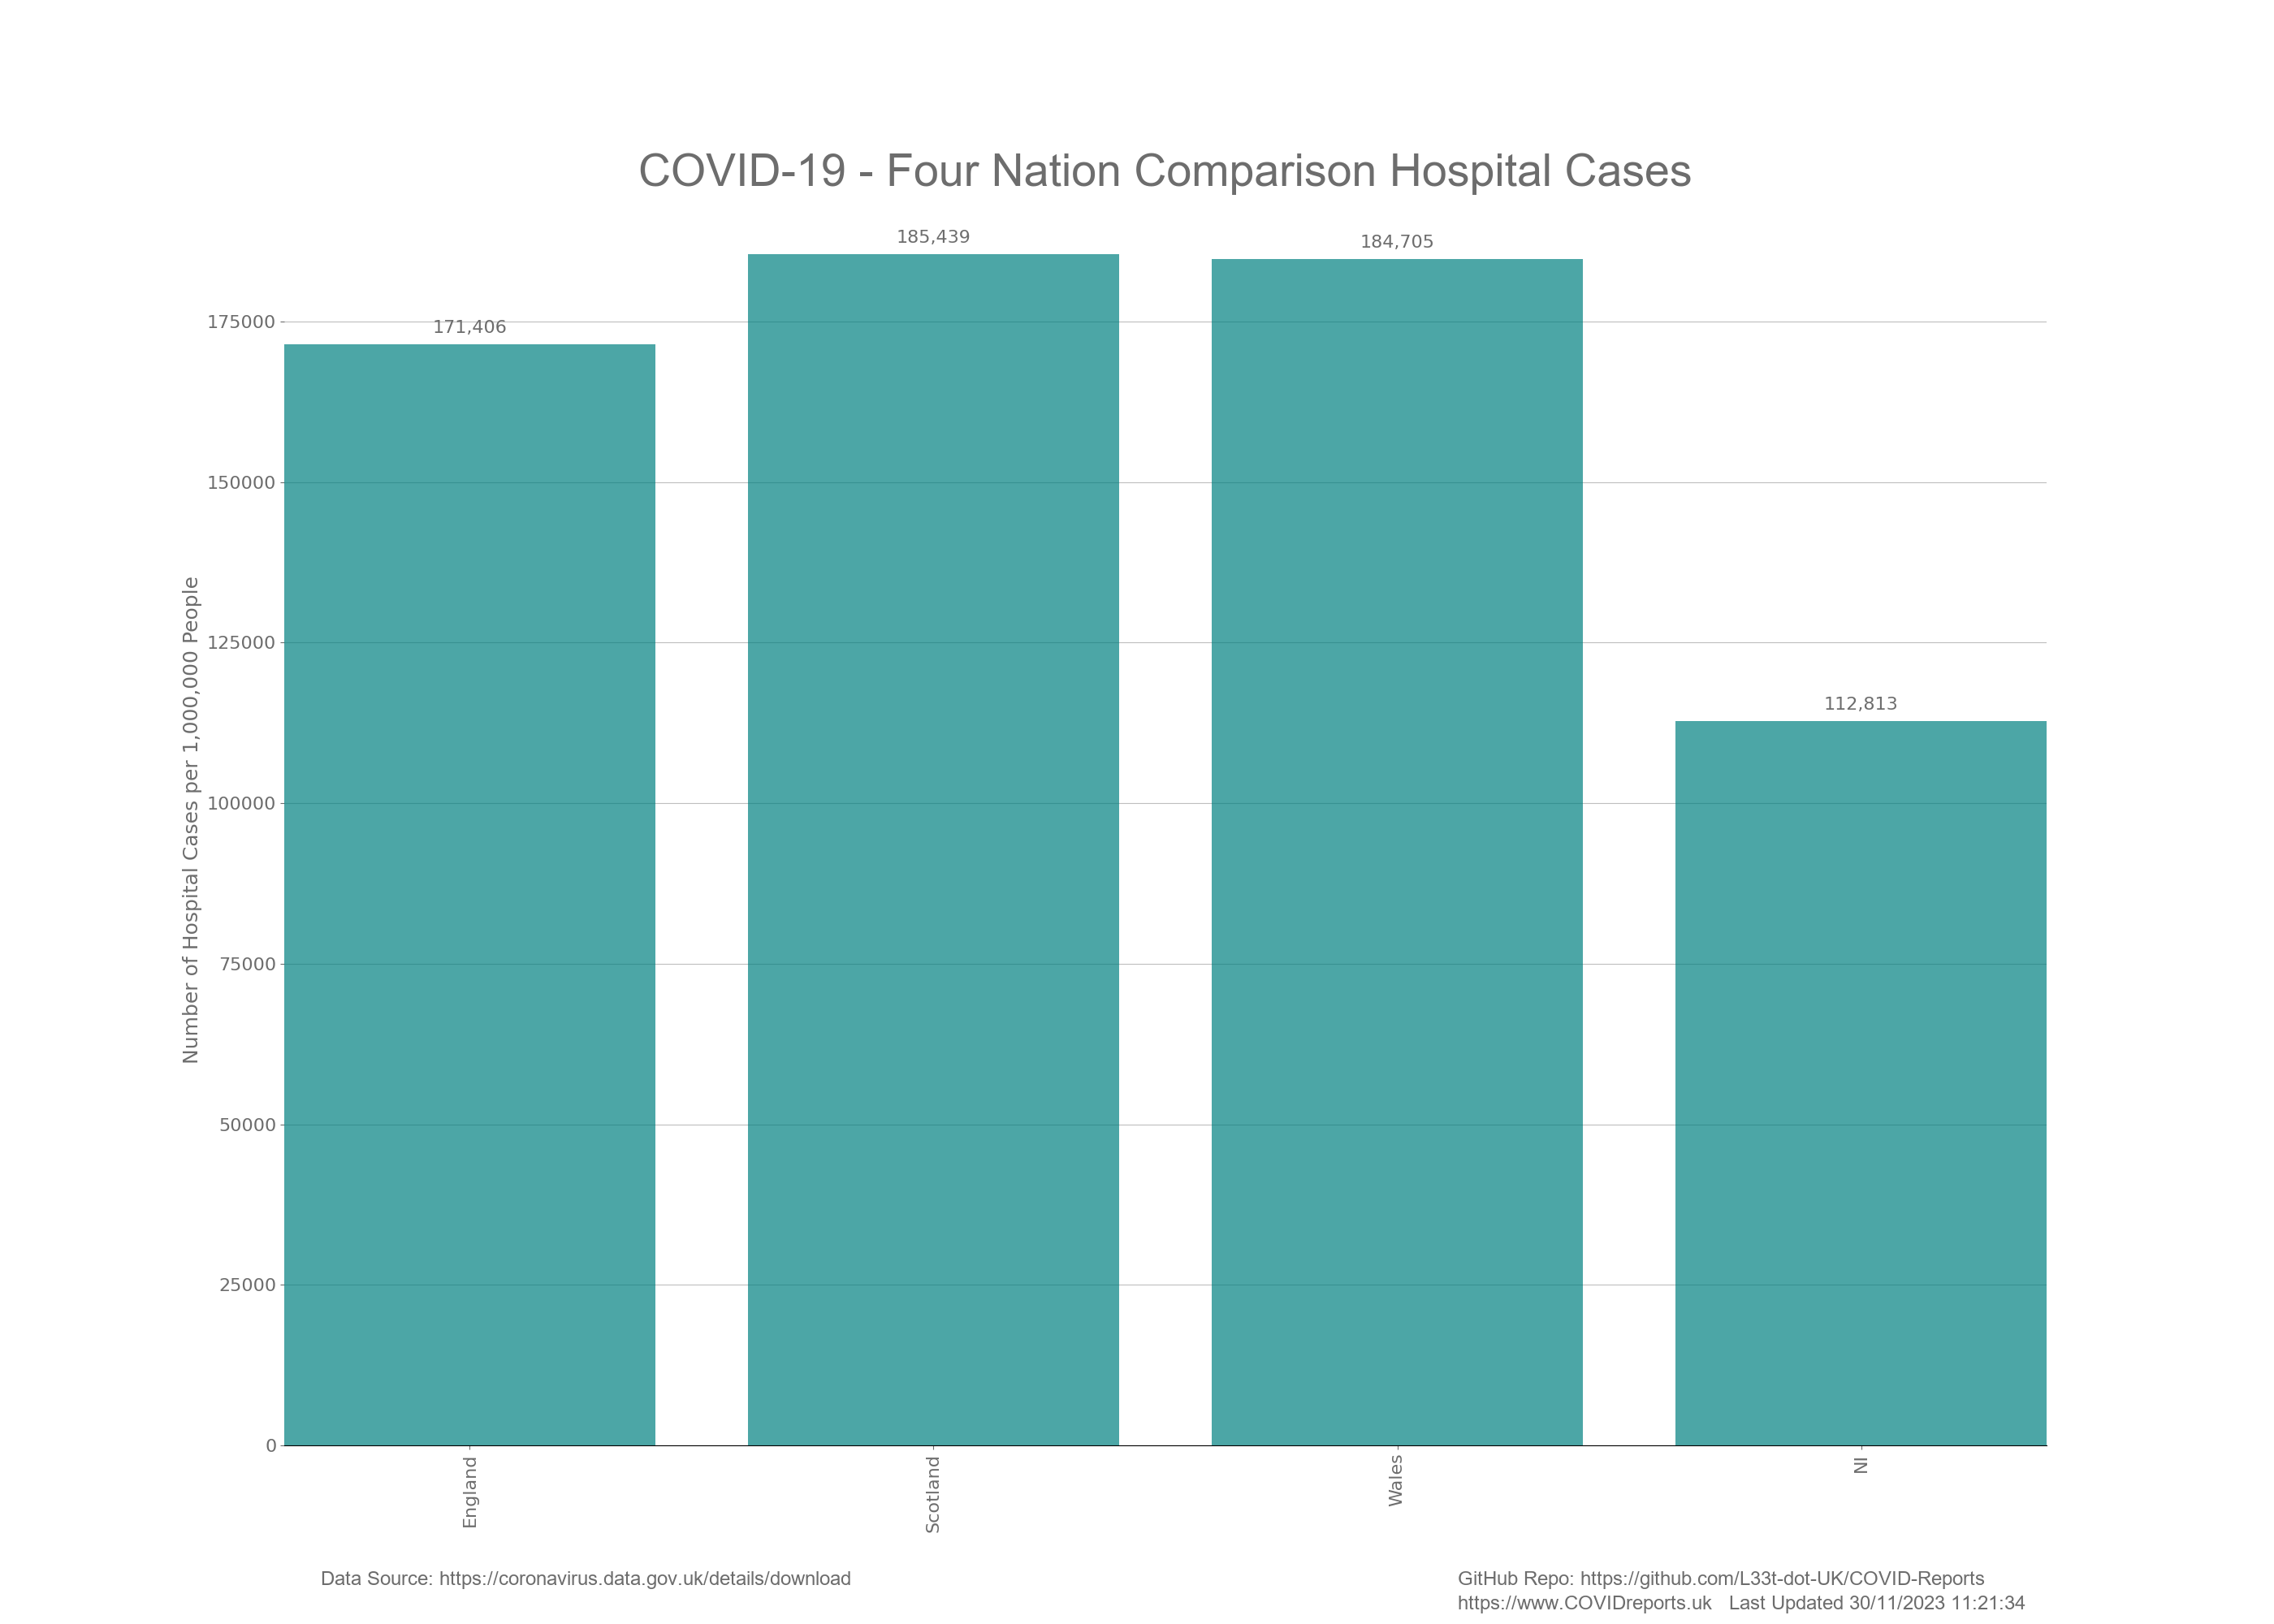 COVID-19 - Four Nation Comparison Hospital Cases
185,439
184,705
171,406
112,813
175000
150000
125000
100000
75000
50000
25000
0
Number of Hospital Cases per 1,000,000 People
England
Scotland
Wales
NI
Data Source: https://coronavirus.data.gov.uk/details/download
GitHub Repo: https://github.com/L33t-dot-UK/COVID-Reports
https://www.COVIDreports.uk Last Updated 30/11/2023 11:21:34